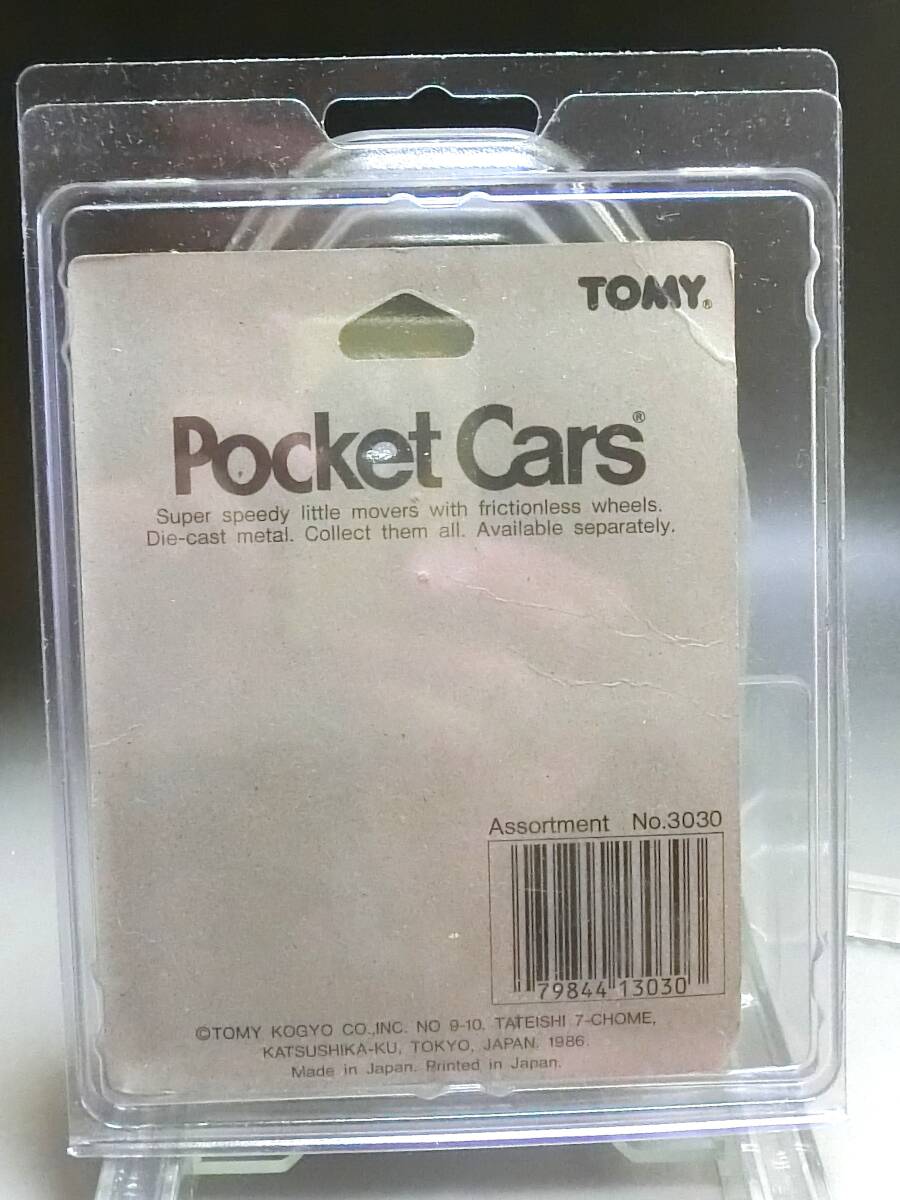 TOMY®
Pocket Cars®
Super speedy little movers with frictionless wheels.
Die-cast metal. Collect them all. Available separately.
Assortment No.3030
79844 13030
©TOMY KOGYO CO.,INC. NO 9-10, TATEISHI 7-CHOME,
KATSUSHIKA-KU, TOKYO, JAPAN. 1986.
Made in Japan. Printed in Japan.